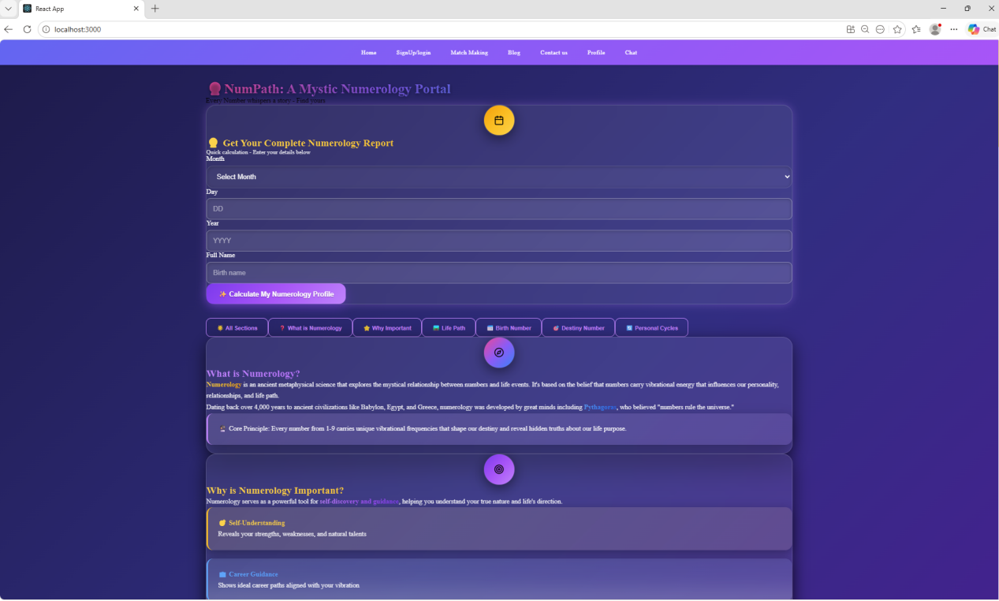 React App
localhost:3000
Chat
Home SignUp/login Match Making Blog Contact us Profile Chat
NumPath: A Mystic Numerology Portal
Every Number whispers a story - Find yours
Get Your Complete Numerology Report
Quick calculation - Enter your details below
Month
Select Month
Day
DD
Year
YYYY
Full Name
Birth name
Calculate My Numerology Profile
All Sections What is Numerology Why Important Life Path Birth Number Destiny Number Personal Cycles
What is Numerology?
Numerology is an ancient metaphysical science that explores the mystical relationship between numbers and life events. It's based on the belief that numbers carry vibrational energy that influences our personality,
relationships, and life path.
Dating back over 4,000 years to ancient civilizations like Babylon, Egypt, and Greece, numerology was developed by great minds including Pythagoras, who believed "numbers rule the universe."
Core Principle: Every number from 1-9 carries unique vibrational frequencies that shape our destiny and reveal hidden truths about our life purpose.
Why is Numerology Important?
Numerology serves as a powerful tool for self-discovery and guidance, helping you understand your true nature and life's direction.
Self-Understanding
Reveals your strengths, weaknesses, and natural talents
Career Guidance
Shows ideal career paths aligned with your vibration